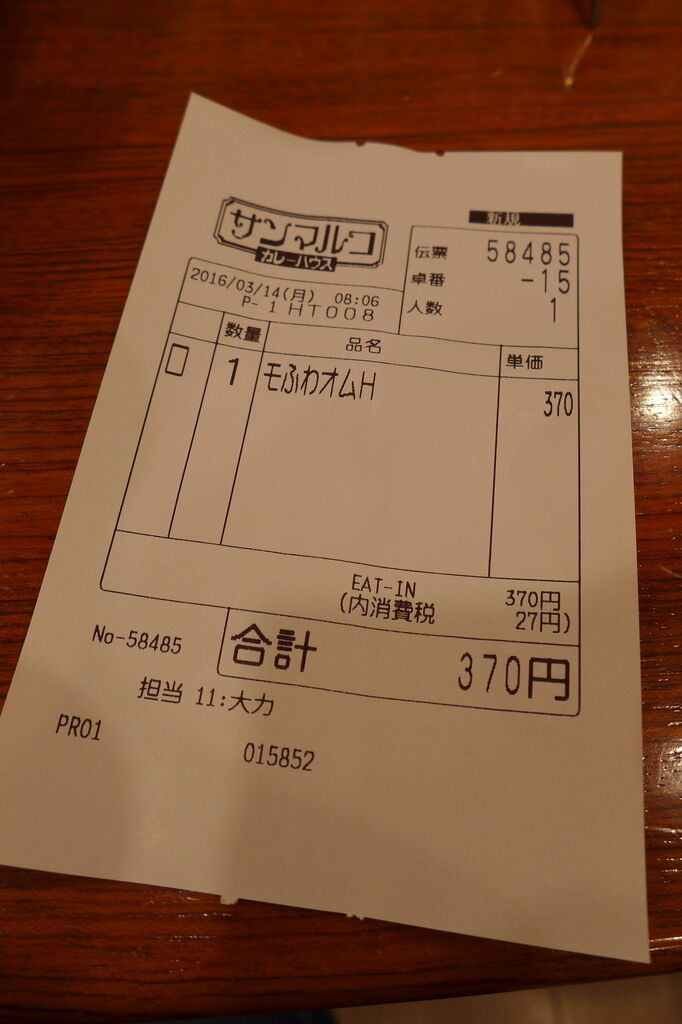 サンマルコ
カレーハウス
新規
伝票 58485
卓番 -15
人数 1
2016/03/14(月) 08:06
P-1HT008
数量 品名 単価
1 モふわオムH 370
EAT-IN 370円
(内消費税 27円)
合計 370円
No-58485
担当 11:大力
PR01 015852